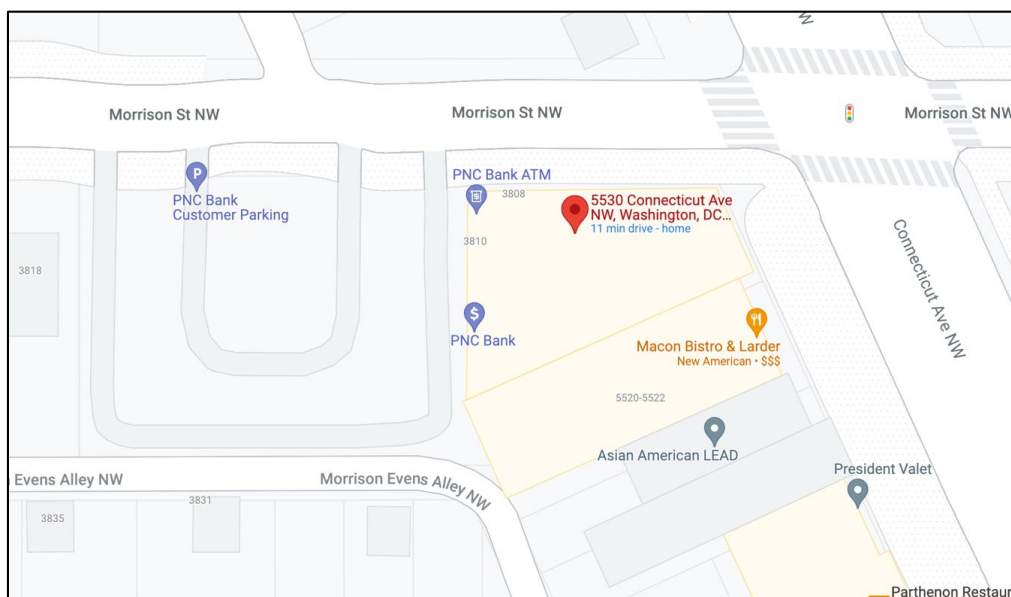 W
Morrison St NW
Morrison St NW
Morrison St NW
P
PNC Bank
Customer Parking
PNC Bank ATM
3808
5530 Connecticut Ave
NW, Washington, DC...
11 min drive - home
3810
3818
Connecticut Ave NW
$
PNC Bank
Macon Bistro & Larder
New American • $$$
5520-5522
Asian American LEAD
President Valet
Evens Alley NW
Morrison Evens Alley NW
3831
3835
Parthenon Restaur